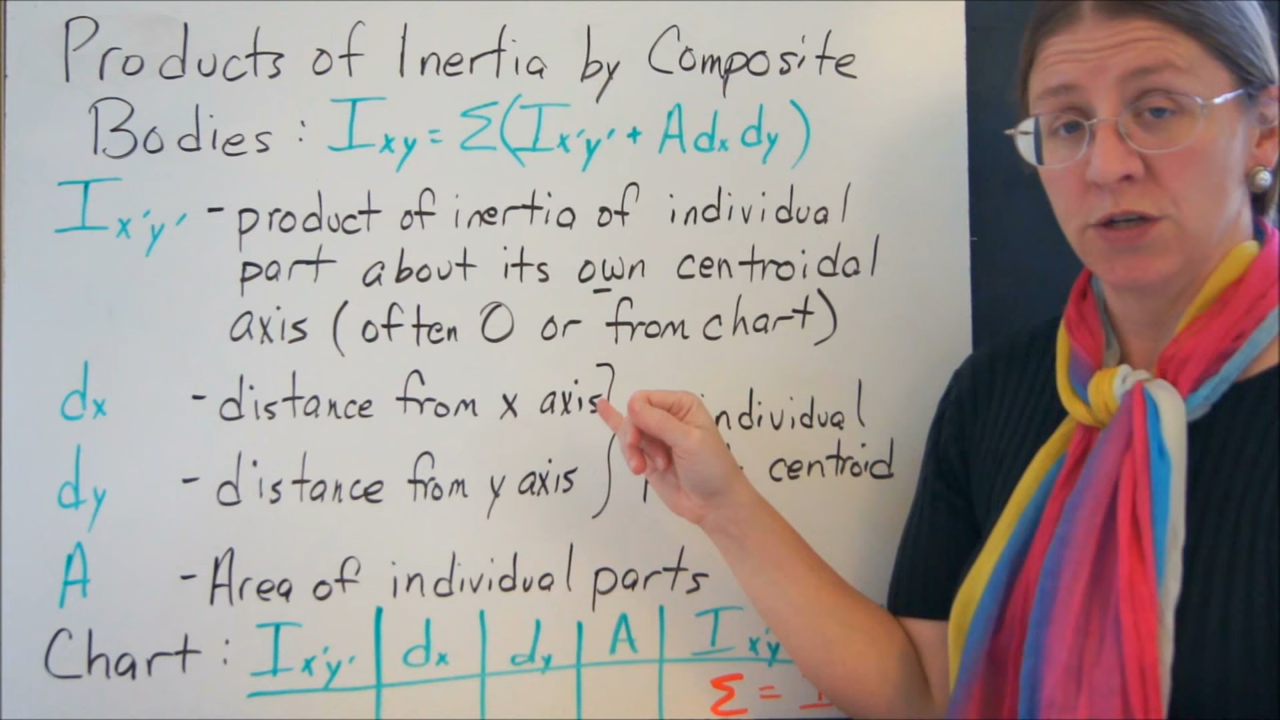 Products of Inertia by Composite
Bodies : Ixy = Σ(Ix'y' + A dx dy)
Ix'y' - product of inertia of individual
part about its own centroidal
axis (often 0 or from chart)
dx - distance from x axis
individual
dy - distance from y axis
centroid
A - Area of individual parts
Chart : Ix'y' | dx | dy | A | Ixy
Σ =